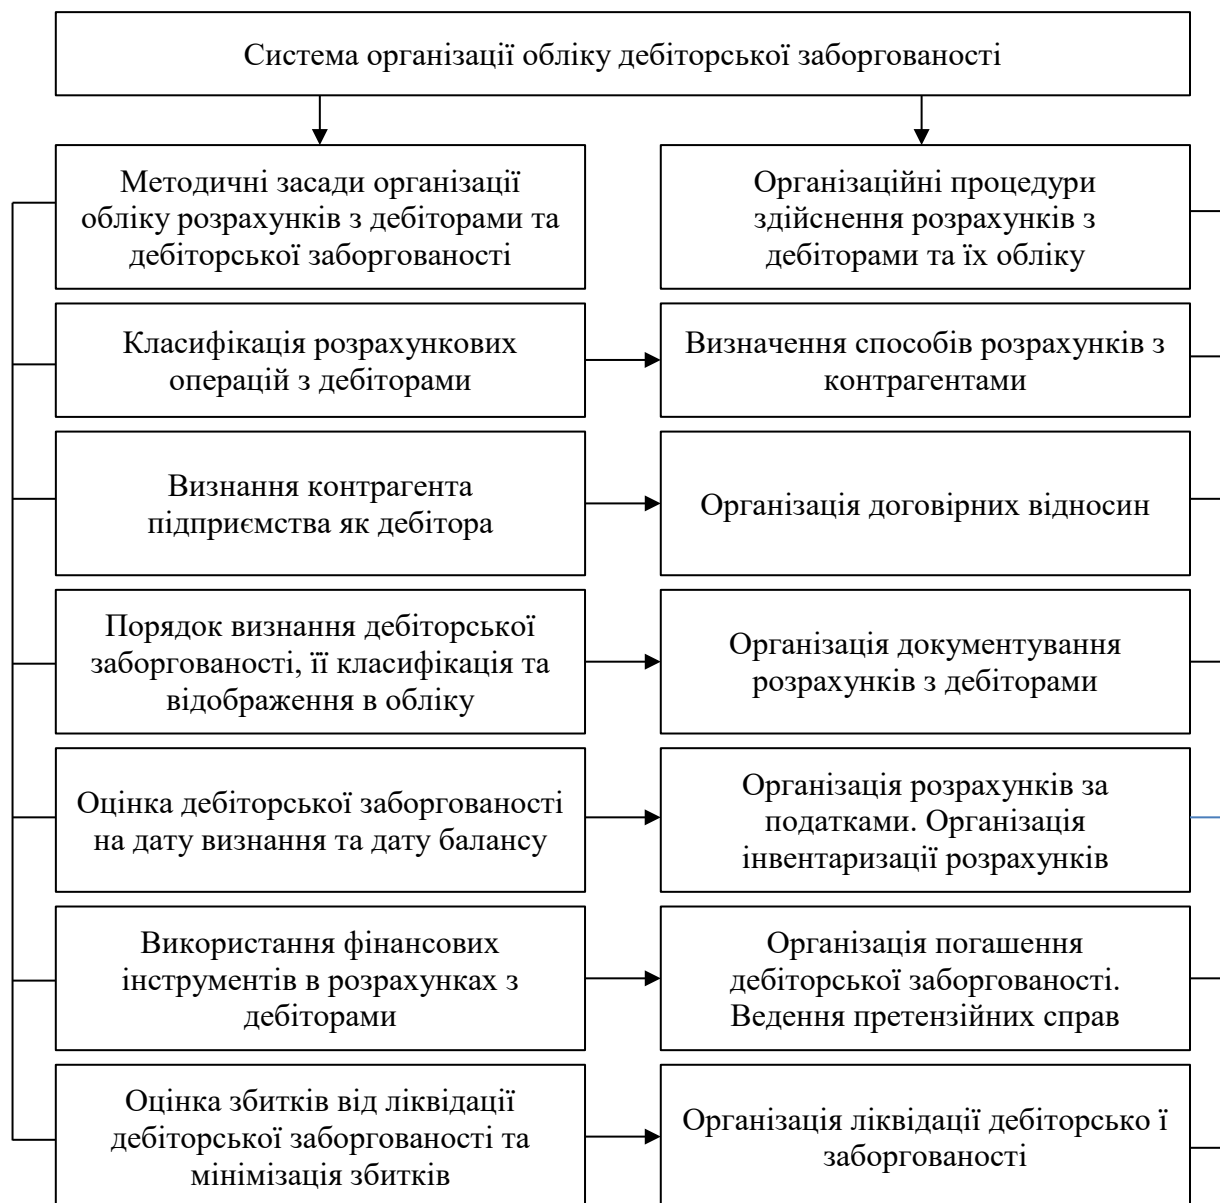 Система організації обліку дебіторської заборгованості
Методичні засади організації
обліку розрахунків з дебіторами та
дебіторської заборгованості
Організаційні процедури
здійснення розрахунків з
дебіторами та їх обліку
Класифікація розрахункових
операцій з дебіторами
Визначення способів розрахунків з
контрагентами
Визнання контрагента
підприємства як дебітора
Організація договірних відносин
Порядок визнання дебіторської
заборгованості, її класифікація та
відображення в обліку
Організація документування
розрахунків з дебіторами
Оцінка дебіторської заборгованості
на дату визнання та дату балансу
Організація розрахунків за
податками. Організація
інвентаризації розрахунків
Використання фінансових
інструментів в розрахунках з
дебіторами
Організація погашення
дебіторської заборгованості.
Ведення претензійних справ
Оцінка збитків від ліквідації
дебіторської заборгованості та
мінімізація збитків
Організація ліквідації дебіторсько ї
заборгованості